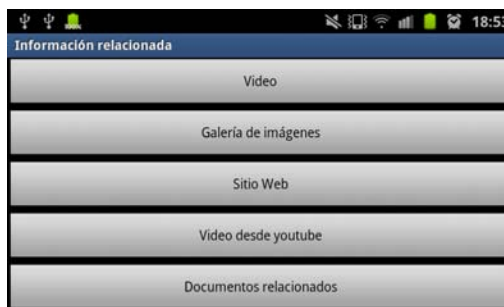 18:53
Información relacionada
Video
Galería de imágenes
Sitio Web
Video desde youtube
Documentos relacionados